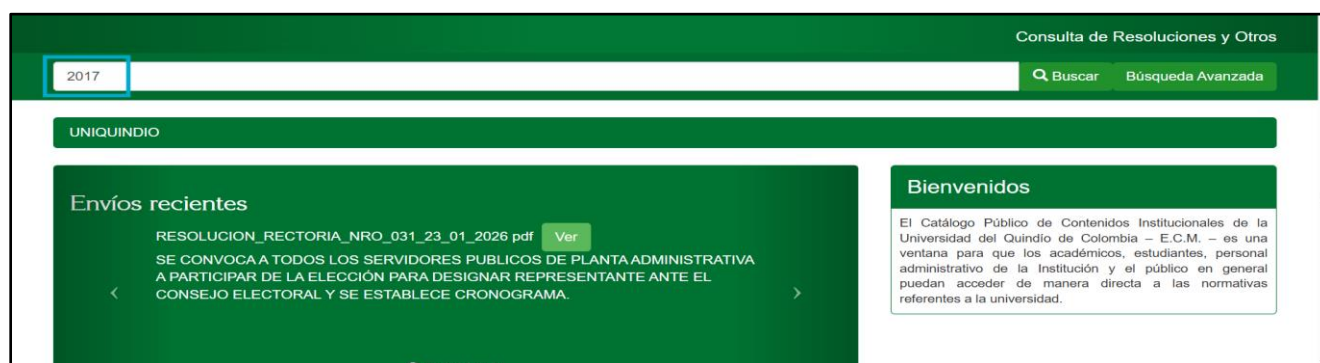 Consulta de Resoluciones y Otros
2017
Buscar
Búsqueda Avanzada
UNIQUINDIO
Envíos recientes
RESOLUCION_RECTORIA_NRO_031_23_01_2026 pdf Ver
SE CONVOCA A TODOS LOS SERVIDORES PUBLICOS DE PLANTA ADMINISTRATIVA
A PARTICIPAR DE LA ELECCIÓN PARA DESIGNAR REPRESENTANTE ANTE EL
CONSEJO ELECTORAL Y SE ESTABLECE CRONOGRAMA.
Bienvenidos
El Catálogo Público de Contenidos Institucionales de la
Universidad del Quindío de Colombia – E.C.M. – es una
ventana para que los académicos, estudiantes, personal
administrativo de la Institución y el público en general
puedan acceder de manera directa a las normativas
referentes a la universidad.